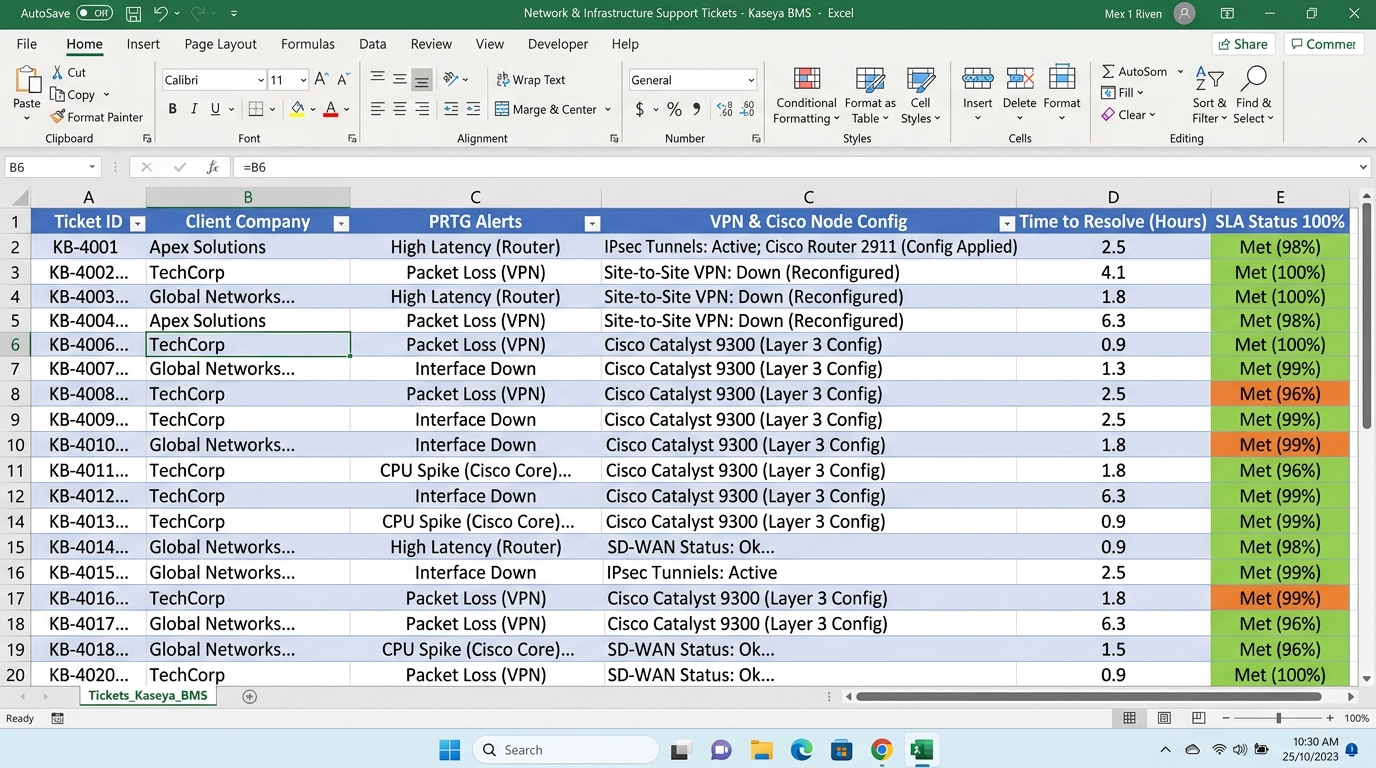 AutoSave Off Network & Infrastructure Support Tickets - Kaseya BMS - Excel Mex 1 Riven
File Home Insert Page Layout Formulas Data Review View Developer Help Share Commer
Paste Cut Copy Format Painter Clipboard
Calibri 11 B I U A Font
Wrap Text Merge & Center Alignment
General $ % , Number
Conditional Formatting Format as Table Cell Styles Styles
Insert Delete Format Cells
AutoSom Fill Clear Sort & Filter Find & Select Editing
B6 fx =B6
A B C C D E
1 Ticket ID Client Company PRTG Alerts VPN & Cisco Node Config Time to Resolve (Hours) SLA Status 100%
2 KB-4001 Apex Solutions High Latency (Router) IPsec Tunnels: Active; Cisco Router 2911 (Config Applied) 2.5 Met (98%)
3 KB-4002... TechCorp Packet Loss (VPN) Site-to-Site VPN: Down (Reconfigured) 4.1 Met (100%)
4 KB-4003... Global Networks... High Latency (Router) Site-to-Site VPN: Down (Reconfigured) 1.8 Met (100%)
5 KB-4004... Apex Solutions Packet Loss (VPN) Site-to-Site VPN: Down (Reconfigured) 6.3 Met (98%)
6 KB-4006... TechCorp Packet Loss (VPN) Cisco Catalyst 9300 (Layer 3 Config) 0.9 Met (100%)
7 KB-4007... Global Networks... Interface Down Cisco Catalyst 9300 (Layer 3 Config) 1.3 Met (99%)
8 KB-4008... TechCorp Packet Loss (VPN) Cisco Catalyst 9300 (Layer 3 Config) 2.5 Met (96%)
9 KB-4009... TechCorp Interface Down Cisco Catalyst 9300 (Layer 3 Config) 2.5 Met (99%)
10 KB-4010... Global Networks... Interface Down Cisco Catalyst 9300 (Layer 3 Config) 1.8 Met (99%)
11 KB-4011... TechCorp CPU Spike (Cisco Core)... Cisco Catalyst 9300 (Layer 3 Config) 1.8 Met (96%)
12 KB-4012... TechCorp Interface Down Cisco Catalyst 9300 (Layer 3 Config) 6.3 Met (99%)
14 KB-4013... TechCorp CPU Spike (Cisco Core)... Cisco Catalyst 9300 (Layer 3 Config) 0.9 Met (99%)
15 KB-4014... Global Networks... High Latency (Router) SD-WAN Status: Ok... 0.9 Met (98%)
16 KB-4015... Global Networks... Interface Down IPsec Tunniels: Active 2.5 Met (99%)
17 KB-4016... TechCorp Packet Loss (VPN) Cisco Catalyst 9300 (Layer 3 Config) 1.8 Met (99%)
18 KB-4017... TechCorp Packet Loss (VPN) Cisco Catalyst 9300 (Layer 3 Config) 6.3 Met (96%)
19 KB-4018... Global Networks... CPU Spike (Cisco Core)... SD-WAN Status: Ok... 1.5 Met (96%)
20 KB-4020... TechCorp Packet Loss (VPN) SD-WAN Status: Ok... 0.9 Met (100%)
Tickets_Kaseya_BMS
Ready 100%
Search 10:30 AM
25/10/2023